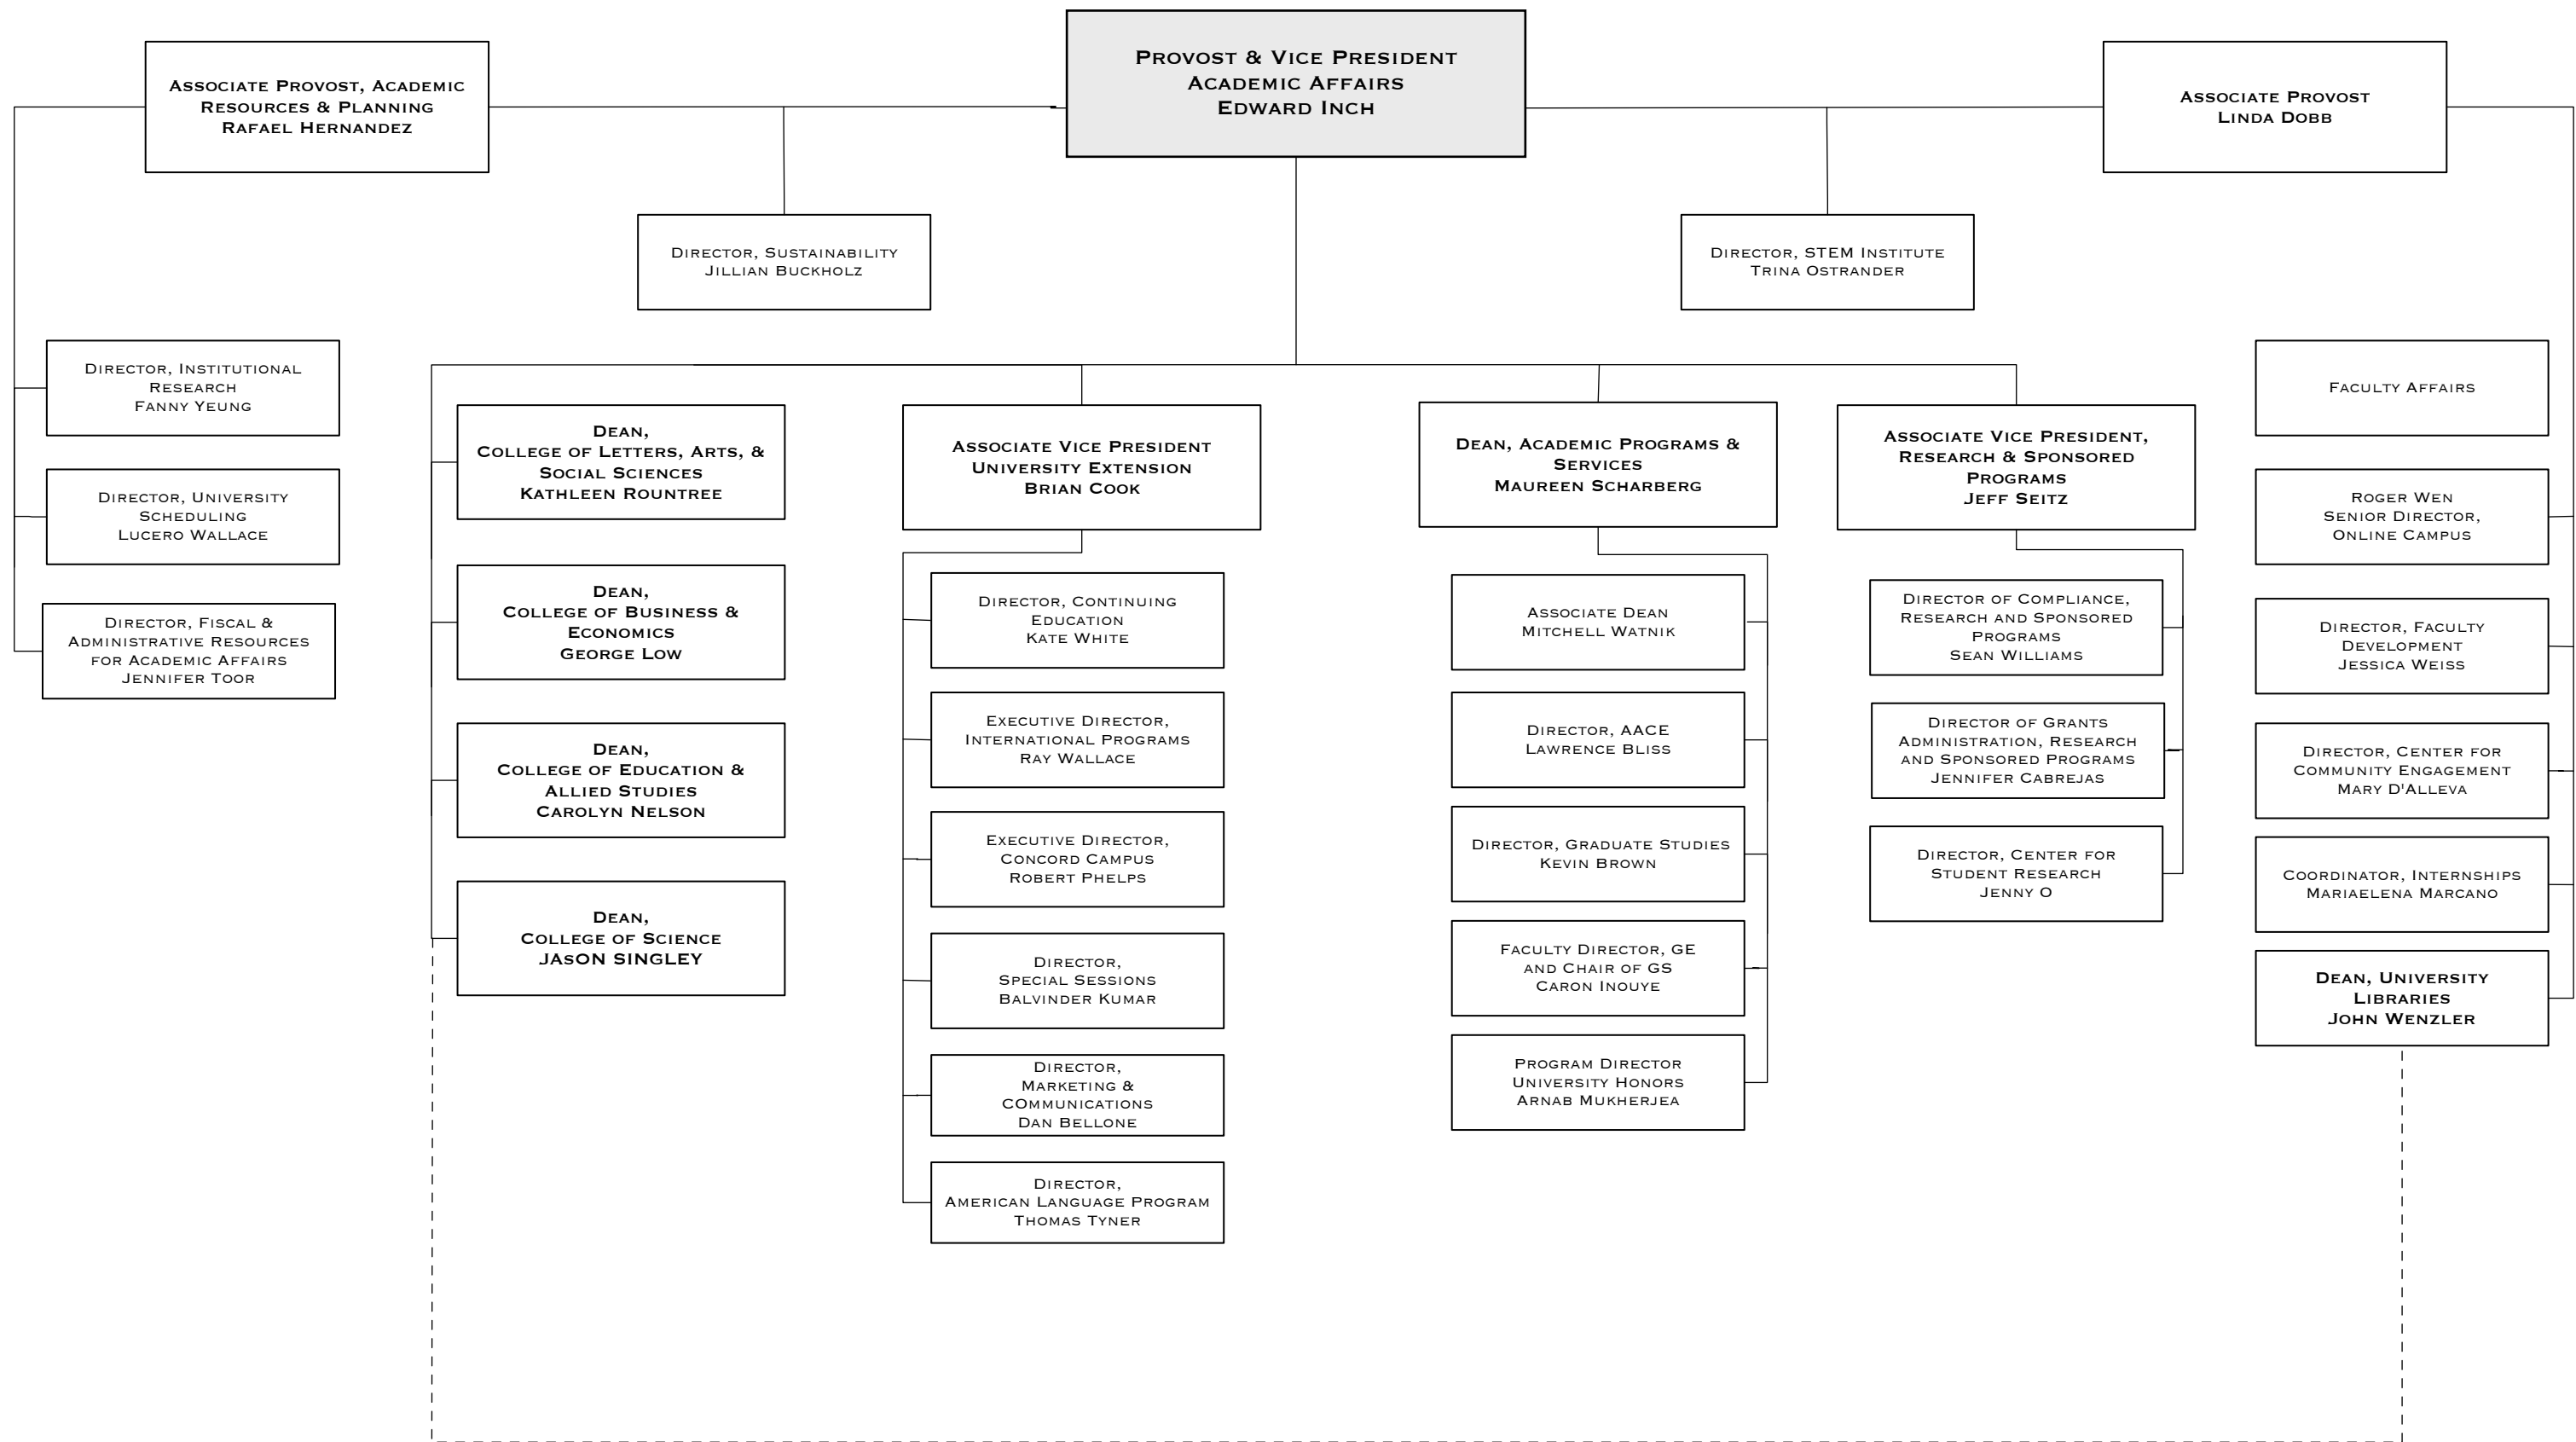 Provost & Vice President
Academic Affairs
Edward Inch
Associate Provost, Academic
Resources & Planning
Rafael Hernandez
Associate Provost
Linda Dobb
Director, Sustainability
Jillian Buckholz
Director, STEM Institute
Trina Ostrander
Director, Institutional
Research
Fanny Yeung
Director, University
Scheduling
Lucero Wallace
Director, Fiscal &
Administrative Resources
for Academic Affairs
Jennifer Toor
Dean,
College of Letters, Arts, &
Social Sciences
Kathleen Rountree
Dean,
College of Business &
Economics
George Low
Dean,
College of Education &
Allied Studies
Carolyn Nelson
Dean,
College of Science
JAsON SINGLEY
Associate Vice President
University Extension
Brian Cook
Director, Continuing
Education
Kate White
Executive Director,
International Programs
Ray Wallace
Executive Director,
Concord Campus
Robert Phelps
Director,
Special Sessions
Balvinder Kumar
Director,
Marketing &
COmmunications
Dan Bellone
Director,
American Language Program
Thomas Tyner
Dean, Academic Programs &
Services
Maureen Scharberg
Associate Dean
Mitchell Watnik
Director, AACE
Lawrence Bliss
Director, Graduate Studies
Kevin Brown
Faculty Director, GE
and Chair of GS
Caron Inouye
Program Director
University Honors
Arnab Mukherjea
Associate Vice President,
Research & Sponsored
Programs
Jeff Seitz
Director of Compliance,
Research and Sponsored
Programs
Sean Williams
Director of Grants
Administration, Research
and Sponsored Programs
Jennifer Cabrejas
Director, Center for
Student Research
Jenny O
Faculty Affairs
Roger Wen
Senior Director,
Online Campus
Director, Faculty
Development
Jessica Weiss
Director, Center for
Community Engagement
Mary D'Alleva
Coordinator, Internships
Mariaelena Marcano
Dean, University
Libraries
John Wenzler